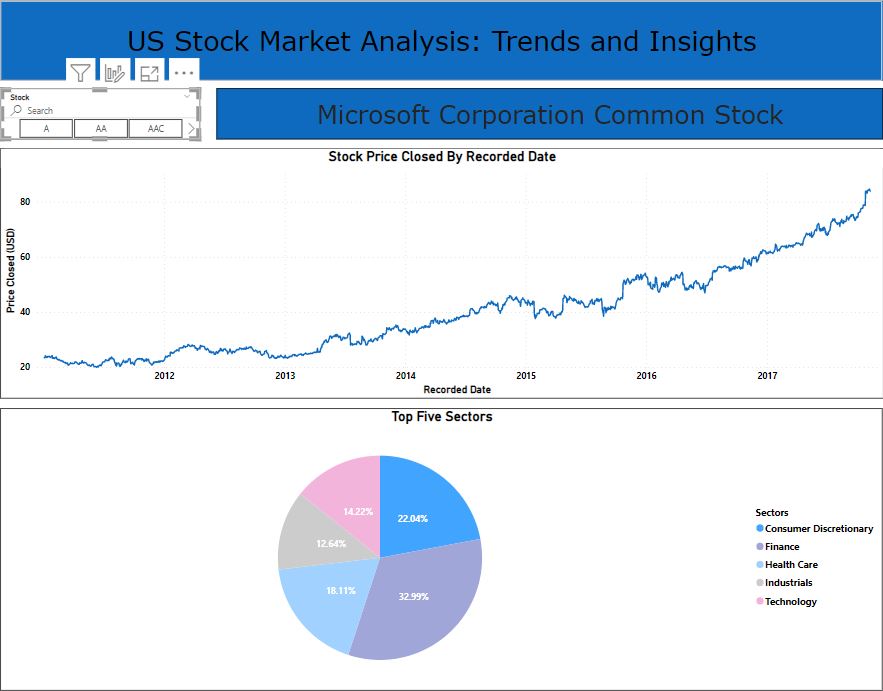 US Stock Market Analysis: Trends and Insights
Stock
Search
A AA AAC
Microsoft Corporation Common Stock
Stock Price Closed By Recorded Date
Price Closed (USD)
80
60
40
20
2012 2013 2014 2015 2016 2017
Recorded Date
Top Five Sectors
14.22% 22.04%
12.64%
18.11% 32.99%
Sectors
Consumer Discretionary
Finance
Health Care
Industrials
Technology